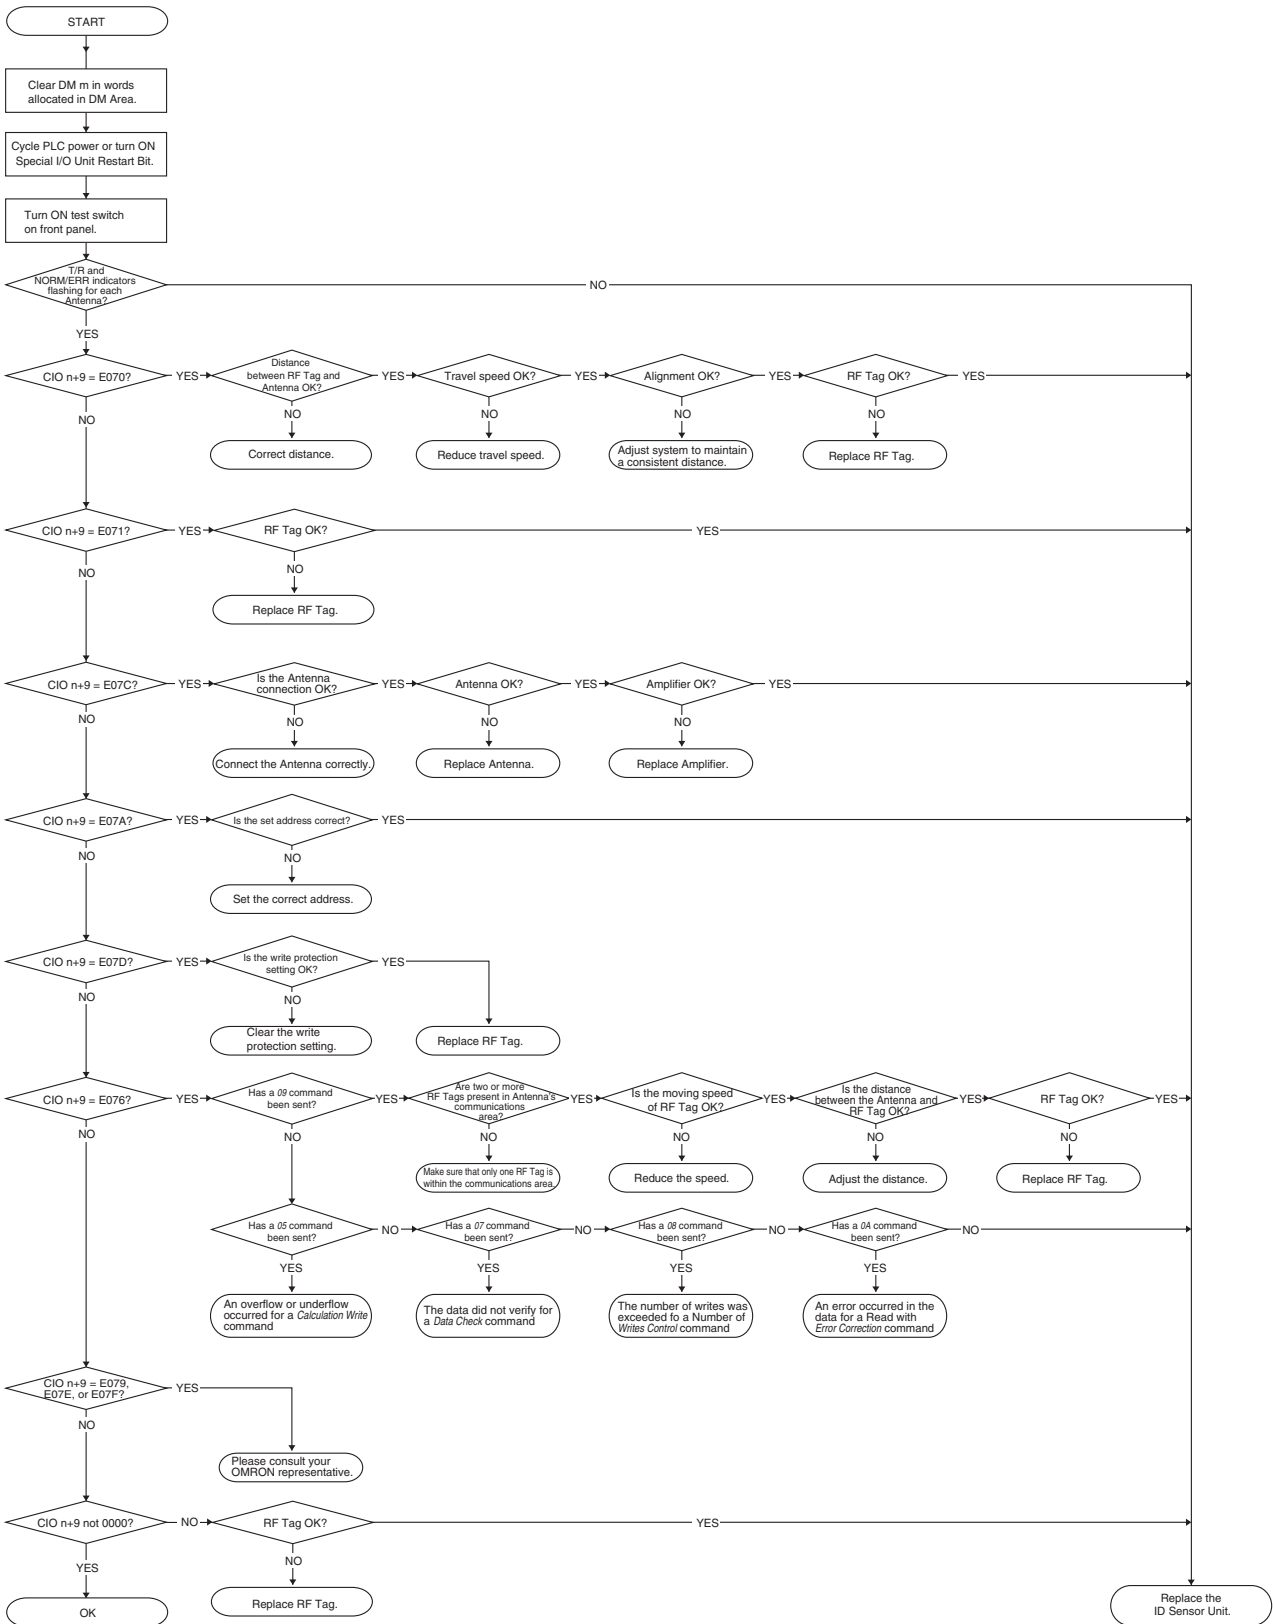 START
Clear DM m in words
allocated in DM Area.
Cycle PLC power or turn ON
Special I/O Unit Restart Bit.
Turn ON test switch
on front panel.
T/R and
NORM/ERR indicators
flashing for each
Antenna?
NO
YES
CIO n+9 = E070?
YES
Distance
between RF Tag and
Antenna OK?
YES
Travel speed OK?
YES
Alignment OK?
YES
RF Tag OK?
YES
NO
NO
NO
NO
NO
Correct distance.
Reduce travel speed.
Adjust system to maintain
a consistent distance.
Replace RF Tag.
CIO n+9 = E071?
YES
RF Tag OK?
YES
NO
NO
Replace RF Tag.
CIO n+9 = E07C?
YES
Is the Antenna
connection OK?
YES
Antenna OK?
YES
Amplifier OK?
YES
NO
NO
NO
NO
Connect the Antenna correctly.
Replace Antenna.
Replace Amplifier.
CIO n+9 = E07A?
YES
Is the set address correct?
YES
NO
NO
Set the correct address.
CIO n+9 = E07D?
YES
Is the write protection
setting OK?
YES
NO
NO
Clear the write
protection setting.
Replace RF Tag.
CIO n+9 = E076?
YES
Has a 09 command
been sent?
YES
Are two or more
RF Tags present in Antenna's
communications
area?
YES
Is the moving speed
of RF Tag OK?
YES
Is the distance
between the Antenna and
RF Tag OK?
YES
RF Tag OK?
YES
NO
NO
NO
NO
NO
NO
Make sure that only one RF Tag is
within the communications area.
Reduce the speed.
Adjust the distance.
Replace RF Tag.
Has a 05 command
been sent?
NO
Has a 07 command
been sent?
NO
Has a 08 command
been sent?
NO
Has a 0A command
been sent?
NO
YES
YES
YES
YES
An overflow or underflow
occurred for a Calculation Write
command
The data did not verify for
a Data Check command
The number of writes was
exceeded fo a Number of
Writes Control command
An error occurred in the
data for a Read with
Error Correction command
CIO n+9 = E079,
E07E, or E07F?
YES
NO
Please consult your
OMRON representative.
CIO n+9 not 0000?
NO
RF Tag OK?
YES
YES
NO
OK
Replace RF Tag.
Replace the
ID Sensor Unit.